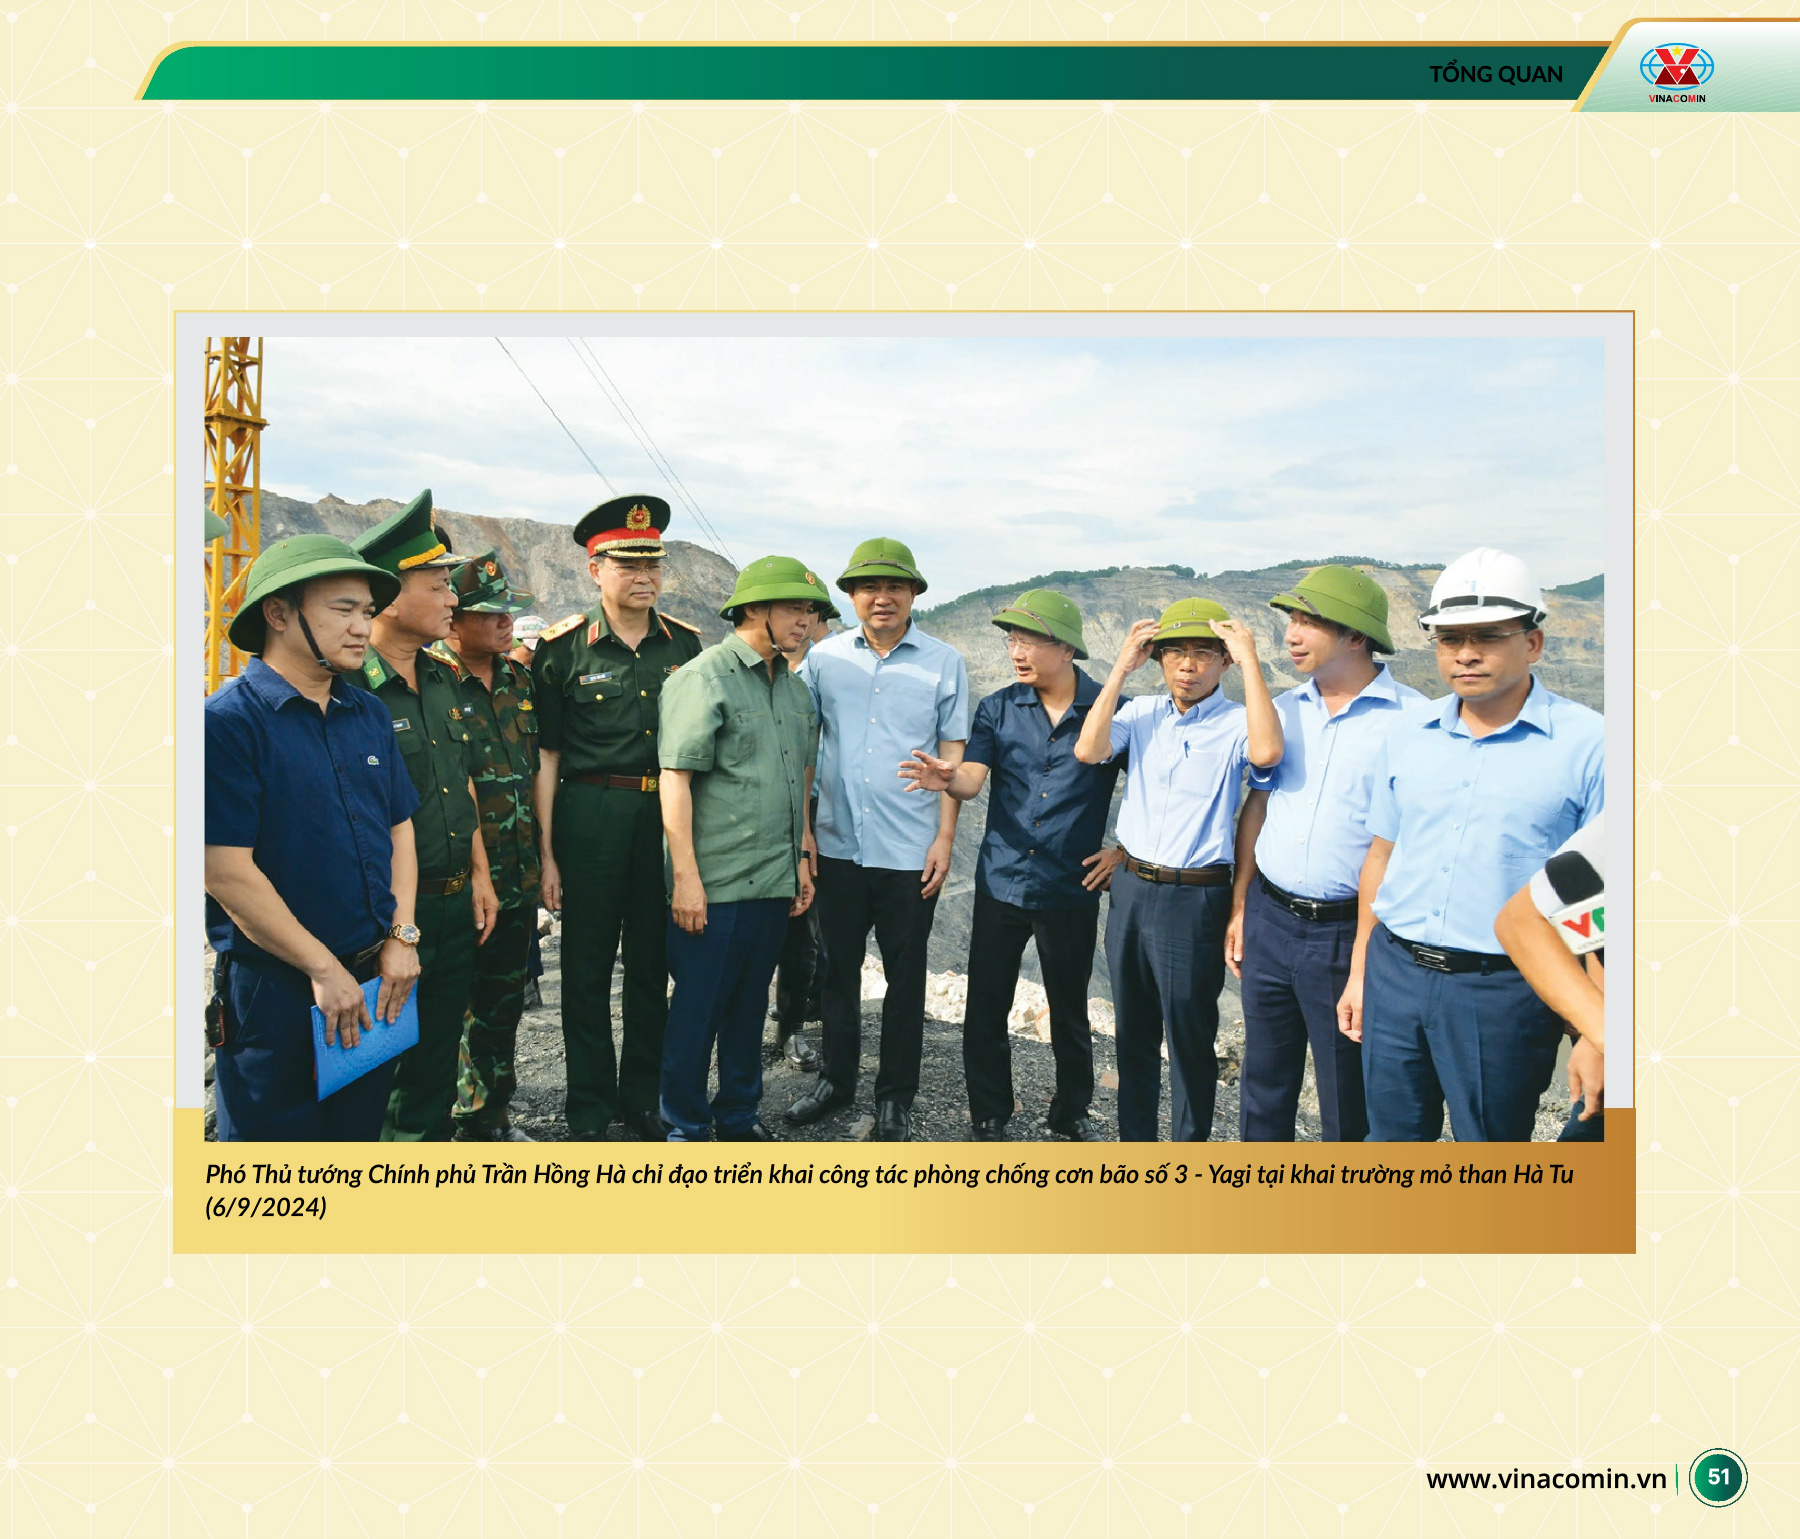 TỔNG QUAN
VINACOMIN
Phó Thủ tướng Chính phủ Trần Hồng Hà chỉ đạo triển khai công tác phòng chống cơn bão số 3 - Yagi tại khai trường mỏ than Hà Tu
(6/9/2024)
www.vinacomin.vn
51